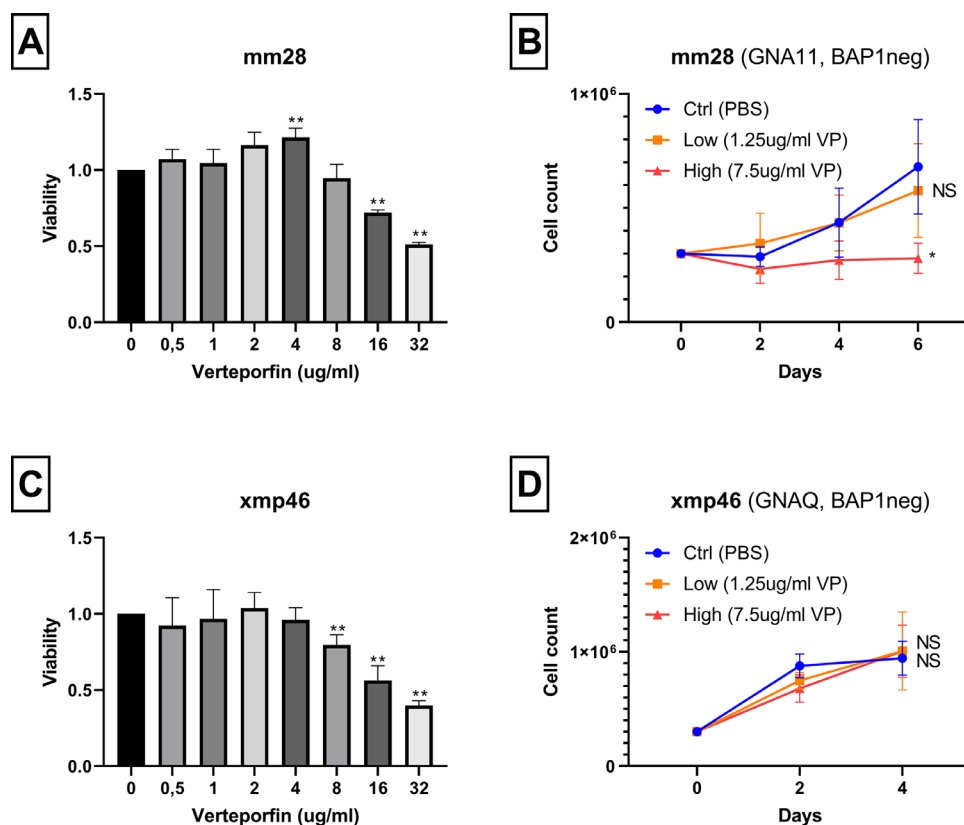 A
mm28
1.5
1.0
0.5
0.0
Viability
**
**
**
0 0,5 1 2 4 8 16 32
Verteporfin (ug/ml)
B
mm28 (GNA11, BAP1neg)
1×10⁶
0
Cell count
Ctrl (PBS)
Low (1.25ug/ml VP)
High (7.5ug/ml VP)
NS
*
0 2 4 6
Days
C
xmp46
1.5
1.0
0.5
0.0
Viability
**
**
**
0 0,5 1 2 4 8 16 32
Verteporfin (ug/ml)
D
xmp46 (GNAQ, BAP1neg)
2×10⁶
1×10⁶
0
Cell count
Ctrl (PBS)
Low (1.25ug/ml VP)
High (7.5ug/ml VP)
NS
NS
0 2 4
Days